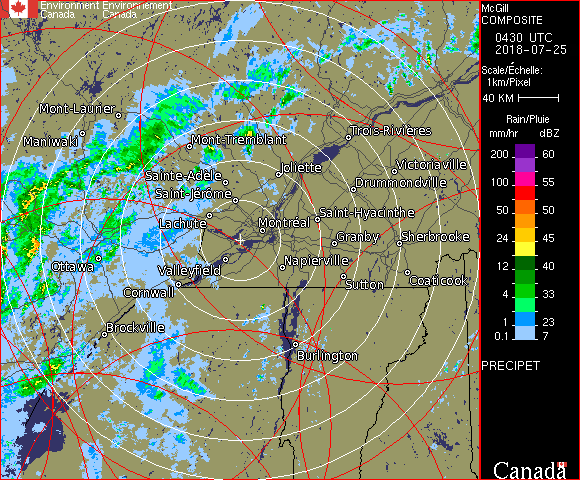 Environment Environnement
Canada Canada
Mont-Laurier
Maniwaki
Mont-Tremblant
Trois-Rivières
Joliette
Victoriaville
Sainte-Adèle
Drummondville
Saint-Jérôme
Lachute
Saint-Hyacinthe
Montréal
Granby
Sherbrooke
Ottawa
Valleyfield
Napierville
Cornwall
Sutton
Coaticook
Brockville
Burlington
McGill
COMPOSITE
0430 UTC
2018-07-25
Scale/Échelle:
1km/Pixel
40 KM
Rain/Pluie
mm/hr dBZ
200 60
100 55
50 50
24 45
12 40
4 33
1 23
0.1 7
PRECIPET
Canada